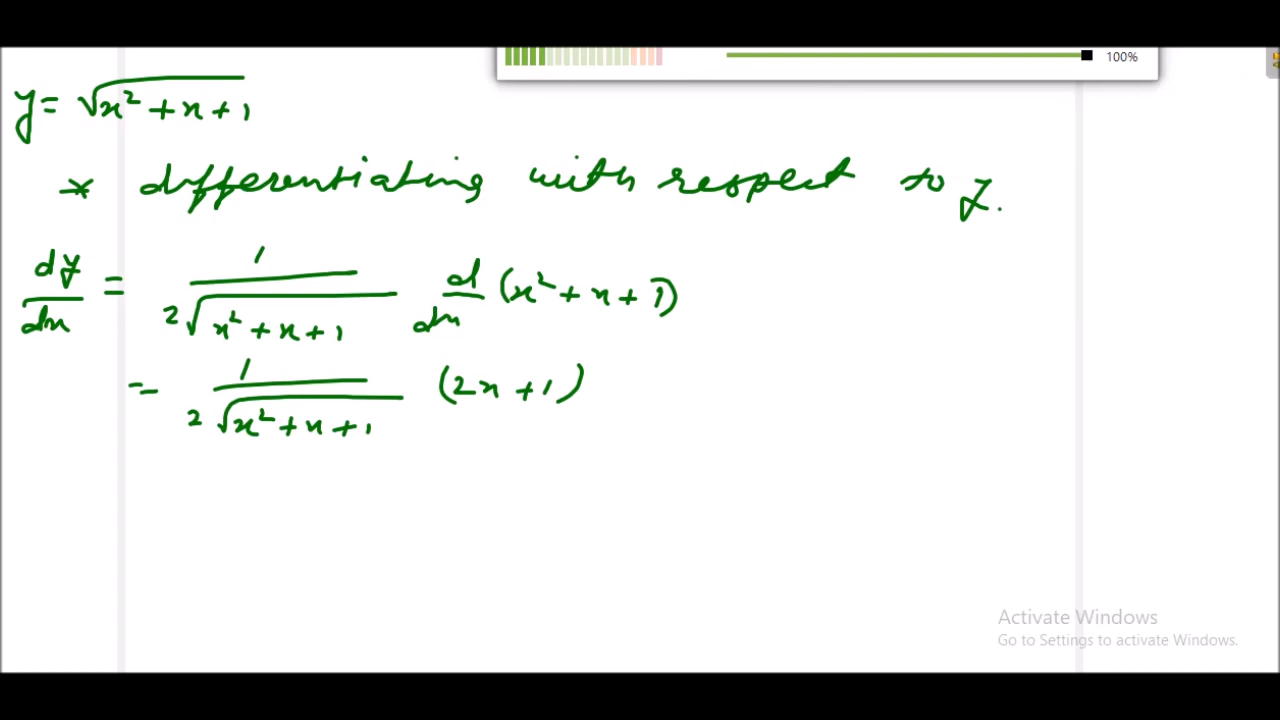 100%
y = √(x² + x + 1)
* differentiating with respect to y.
dy/dx = 1/(2√(x² + x + 1)) d/dx (x² + x + 1)
= 1/(2√(x² + x + 1)) (2x + 1)
Activate Windows
Go to Settings to activate Windows.